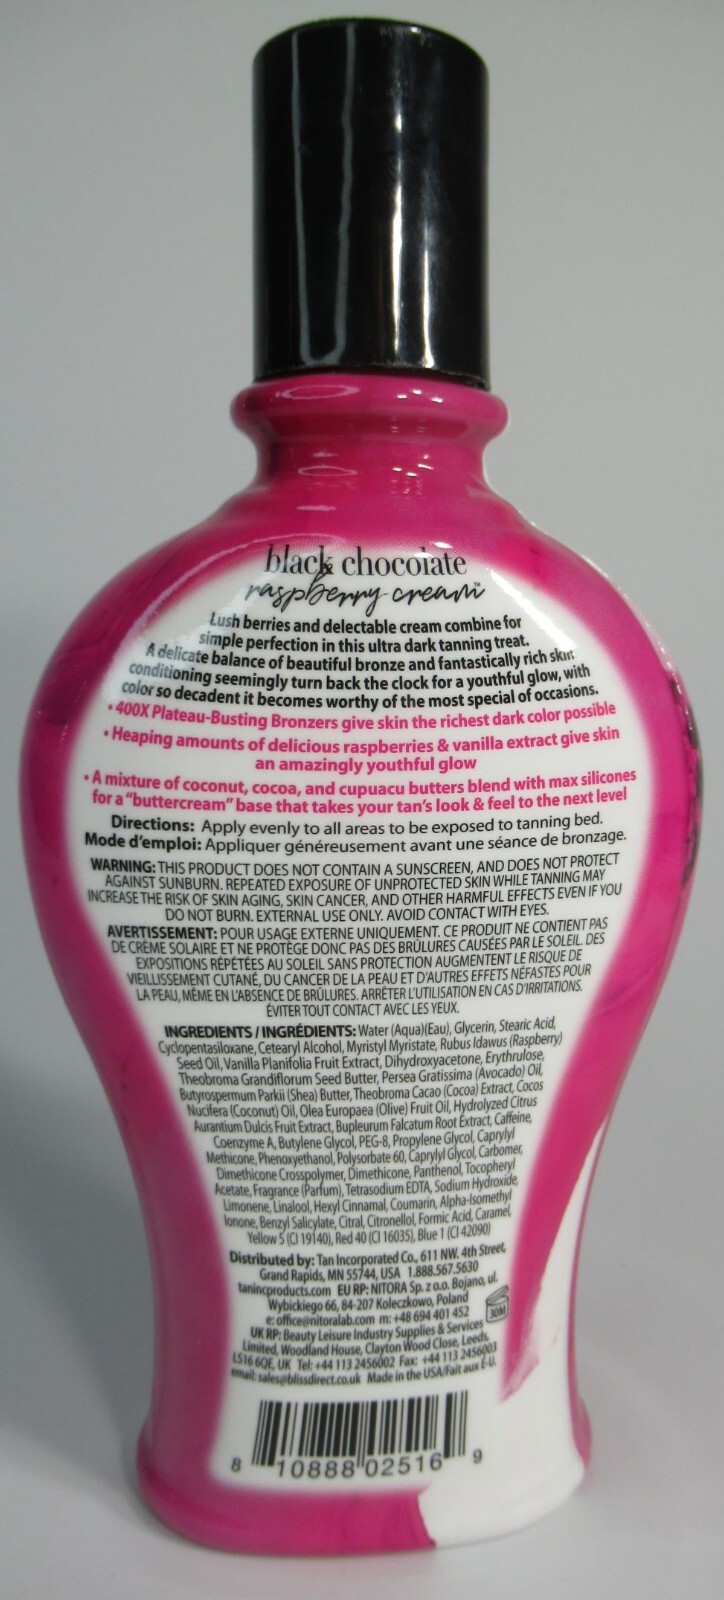 black chocolate
raspberry cream™
Lush berries and delectable cream combine for
simple perfection in this ultra dark tanning treat.
A delicate balance of beautiful bronze and fantastically rich skin
conditioning seemingly turn back the clock for a youthful glow, with
color so decadent it becomes worthy of the most special of occasions.
• 400X Plateau-Busting Bronzers give skin the richest dark color possible
• Heaping amounts of delicious raspberries & vanilla extract give skin
an amazingly youthful glow
• A mixture of coconut, cocoa, and cupuacu butters blend with max silicones
for a "buttercream" base that takes your tan's look & feel to the next level
Directions: Apply evenly to all areas to be exposed to tanning bed.
Mode d'emploi: Appliquer généreusement avant une séance de bronzage.
WARNING: THIS PRODUCT DOES NOT CONTAIN A SUNSCREEN, AND DOES NOT PROTECT
AGAINST SUNBURN. REPEATED EXPOSURE OF UNPROTECTED SKIN WHILE TANNING MAY
INCREASE THE RISK OF SKIN AGING, SKIN CANCER, AND OTHER HARMFUL EFFECTS EVEN IF YOU
DO NOT BURN. EXTERNAL USE ONLY. AVOID CONTACT WITH EYES.
AVERTISSEMENT: POUR USAGE EXTERNE UNIQUEMENT. CE PRODUIT NE CONTIENT PAS
DE CRÈME SOLAIRE ET NE PROTÈGE DONC PAS DES BRÛLURES CAUSÉES PAR LE SOLEIL. DES
EXPOSITIONS RÉPÉTÉES AU SOLEIL SANS PROTECTION AUGMENTENT LE RISQUE DE
VIEILLISSEMENT CUTANÉ, DU CANCER DE LA PEAU ET D'AUTRES EFFETS NÉFASTES POUR
LA PEAU, MÊME EN L'ABSENCE DE BRÛLURES. ARRÊTER L'UTILISATION EN CAS D'IRRITATIONS.
ÉVITER TOUT CONTACT AVEC LES YEUX.
INGREDIENTS / INGRÉDIENTS: Water (Aqua)(Eau), Glycerin, Stearic Acid,
Cyclopentasiloxane, Cetearyl Alcohol, Myristyl Myristate, Rubus Idawus (Raspberry)
Seed Oil, Vanilla Planifolia Fruit Extract, Dihydroxyacetone, Erythrulose,
Theobroma Grandiflorum Seed Butter, Persea Gratissima (Avocado) Oil,
Butyrospermum Parkii (Shea) Butter, Theobroma Cacao (Cocoa) Extract, Cocos
Nucifera (Coconut) Oil, Olea Europaea (Olive) Fruit Oil, Hydrolyzed Citrus
Aurantium Dulcis Fruit Extract, Bupleurum Falcatum Root Extract, Caffeine,
Coenzyme A, Butylene Glycol, PEG-8, Propylene Glycol, Caprylyl
Methicone, Phenoxyethanol, Polysorbate 60, Caprylyl Glycol, Carbomer,
Dimethicone Crosspolymer, Dimethicone, Panthenol, Tocopheryl
Acetate, Fragrance (Parfum), Tetrasodium EDTA, Sodium Hydroxide,
Limonene, Linalool, Hexyl Cinnamal, Coumarin, Alpha-Isomethyl
Ionone, Benzyl Salicylate, Citral, Citronellol, Formic Acid, Caramel,
Yellow 5 (CI 19140), Red 40 (CI 16035), Blue 1 (CI 42090)
Distributed by: Tan Incorporated Co., 611 NW. 4th Street,
Grand Rapids, MN 55744, USA 1.888.567.5630
tanincproducts.com EU RP: NITORA Sp. z o.o. Bojano, ul.
Wybickiego 66, 84-207 Koleczkowo, Poland
e: office@nitoralab.com m: +48 694 401 452
30M
UK RP: Beauty Leisure Industry Supplies & Services
Limited, Woodland House, Clayton Wood Close, Leeds,
LS16 6QE, UK Tel: +44 113 2456002 Fax: +44 113 2456003
email: sales@blissdirect.co.uk Made in the USA/Fait aux É-U.
8 10888 02516 9